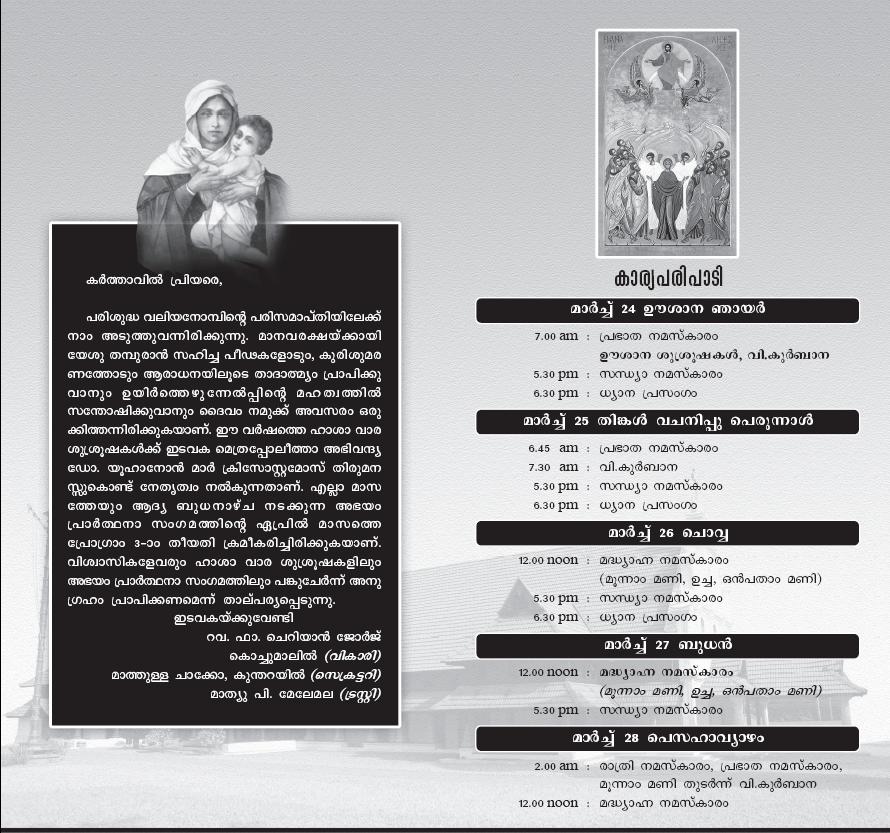 കർത്താവിൽ പ്രിയരെ,
പരിശുദ്ധ വലിയനോമ്പിന്റെ പരിസമാപ്തിയിലേക്ക്
നാം അടുത്തുവന്നിരിക്കുന്നു. മാനവരക്ഷയ്ക്കായി
യേശു തമ്പുരാൻ സഹിച്ച പീഢകളോടും, കുരിശുമര
ണത്തോടും ആരാധനയിലൂടെ താദാത്മ്യം പ്രാപിക്കു
വാനും ഉയിർത്തെഴുന്നേൽപ്പിന്റെ മഹത്വത്തിൽ
സന്തോഷിക്കുവാനും ദൈവം നമുക്ക് അവസരം ഒരു
ക്കിത്തന്നിരിക്കുകയാണ്. ഈ വർഷത്തെ ഹാശാ വാര
ശുശ്രൂഷകൾക്ക് ഇടവക മെത്രപ്പോലീത്താ അഭിവന്ദ്യ
ഡോ. യൂഹാനോൻ മാർ ക്രിസോസ്റ്റമോസ് തിരുമന
സ്സുകൊണ്ട് നേതൃത്വം നൽകുന്നതാണ്. എല്ലാ മാസ
ത്തേയും ആദ്യ ബുധനാഴ്ച നടക്കുന്ന അഭയം
പ്രാർത്ഥനാ സംഗമത്തിന്റെ ഏപ്രിൽ മാസത്തെ
പ്രോഗ്രാം 3-ാം തീയതി ക്രമീകരിച്ചിരിക്കുകയാണ്.
വിശ്വാസികളേവരും ഹാശാ വാര ശുശ്രൂഷകളിലും
അഭയം പ്രാർത്ഥനാ സംഗമത്തിലും പങ്കുചേർന്ന് അനു
ഗ്രഹം പ്രാപിക്കണമെന്ന് താല്പര്യപ്പെടുന്നു.
ഇടവകയ്ക്കുവേണ്ടി
റവ. ഫാ. ചെറിയാൻ ജോർജ്
കൊച്ചുമാലിൽ (വികാരി)
മാത്തുള്ള ചാക്കോ, കുന്തറയിൽ (സെക്രട്ടറി)
മാത്യു പി. മേലേമല (ട്രസ്റ്റി)
കാര്യപരിപാടി
മാർച്ച് 24 ഊശാന ഞായർ
7.00 am : പ്രഭാത നമസ്കാരം
ഊശാന ശുശ്രൂഷകൾ, വി.കുർബാന
5.30 pm : സന്ധ്യാ നമസ്കാരം
6.30 pm : ധ്യാന പ്രസംഗം
മാർച്ച് 25 തിങ്കൾ വചനിപ്പു പെരുന്നാൾ
6.45 am : പ്രഭാത നമസ്കാരം
7.30 am : വി.കുർബാന
5.30 pm : സന്ധ്യാ നമസ്കാരം
6.30 pm : ധ്യാന പ്രസംഗം
മാർച്ച് 26 ചൊവ്വ
12.00 noon : മദ്ധ്യാഹ്ന നമസ്കാരം
(മൂന്നാം മണി, ഉച്ച, ഒൻപതാം മണി)
5.30 pm : സന്ധ്യാ നമസ്കാരം
6.30 pm : ധ്യാന പ്രസംഗം
മാർച്ച് 27 ബുധൻ
12.00 noon : മദ്ധ്യാഹ്ന നമസ്കാരം
(മൂന്നാം മണി, ഉച്ച, ഒൻപതാം മണി)
5.30 pm : സന്ധ്യാ നമസ്കാരം
മാർച്ച് 28 പെസഹാവ്യാഴം
2.00 am : രാത്രി നമസ്കാരം, പ്രഭാത നമസ്കാരം,
മൂന്നാം മണി തുടർന്ന് വി.കുർബാന
12.00 noon : മദ്ധ്യാഹ്ന നമസ്കാരം